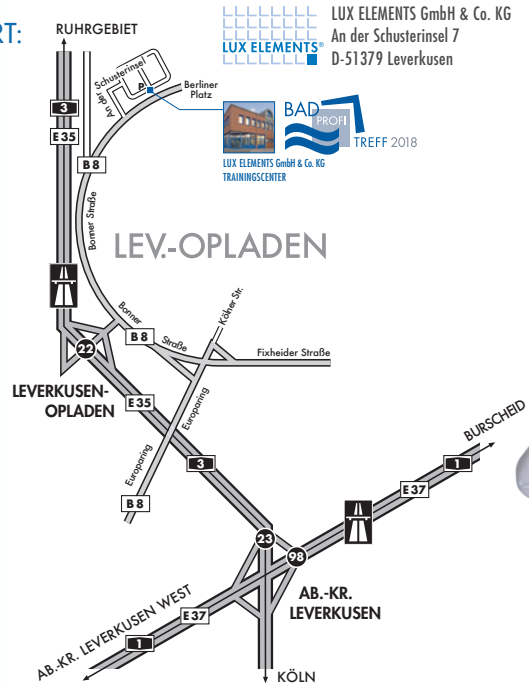 RT:
LUX ELEMENTS®
LUX ELEMENTS GmbH & Co. KG
An der Schusterinsel 7
D-51379 Leverkusen
RUHRGEBIET
An der Schusterinsel
P
Berliner
Platz
3
E 35
B 8
BAD
PROFI
TREFF 2018
LUX ELEMENTS GmbH & Co. KG
TRAININGSCENTER
Bonner Straße
LEV.-OPLADEN
Bonner
Straße
B 8
Kölner Str.
Fixheider Straße
22
LEVERKUSEN-
OPLADEN
E 35
Europaring
Europaring
3
B 8
BURSCHEID
1
E 37
23
98
AB.-KR.
LEVERKUSEN
AB.-KR. LEVERKUSEN WEST
E 37
1
KÖLN